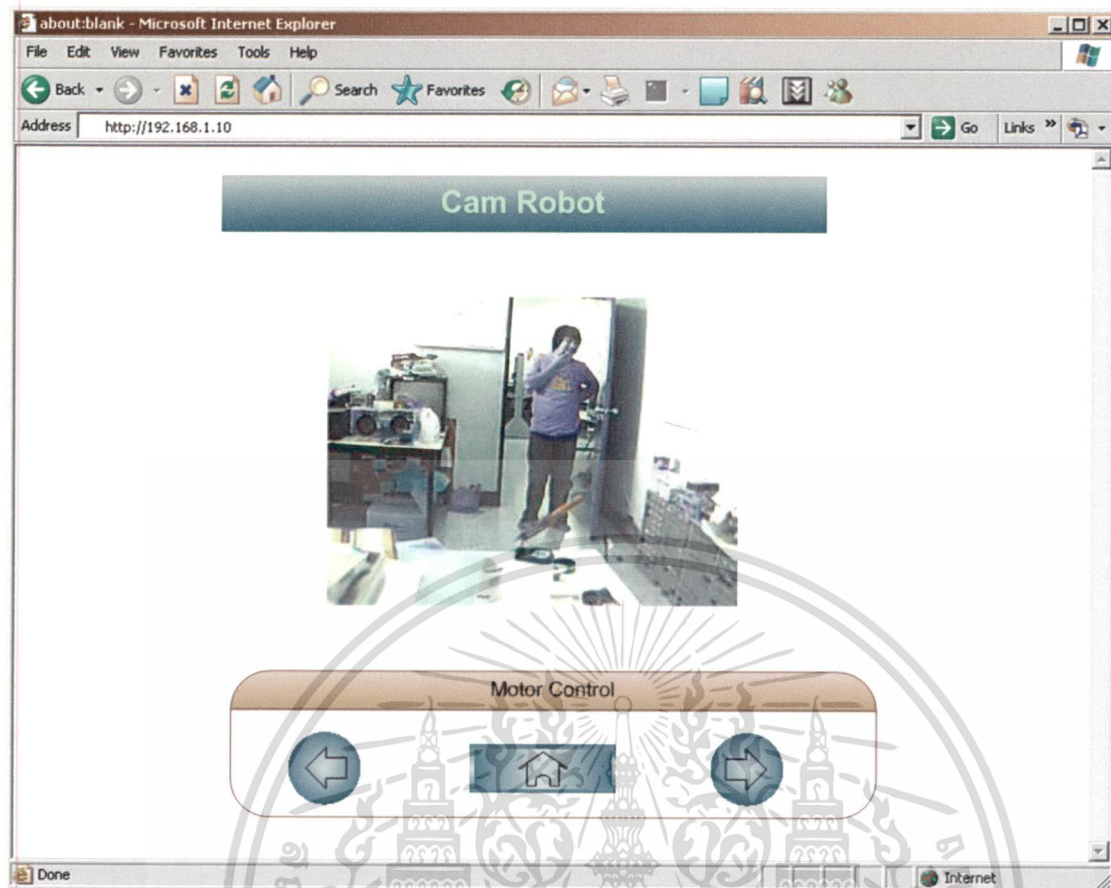 about:blank - Microsoft Internet Explorer
File Edit View Favorites Tools Help
Back Search Favorites
Address http://192.168.1.10 Go Links »
Cam Robot
Motor Control
Done Internet